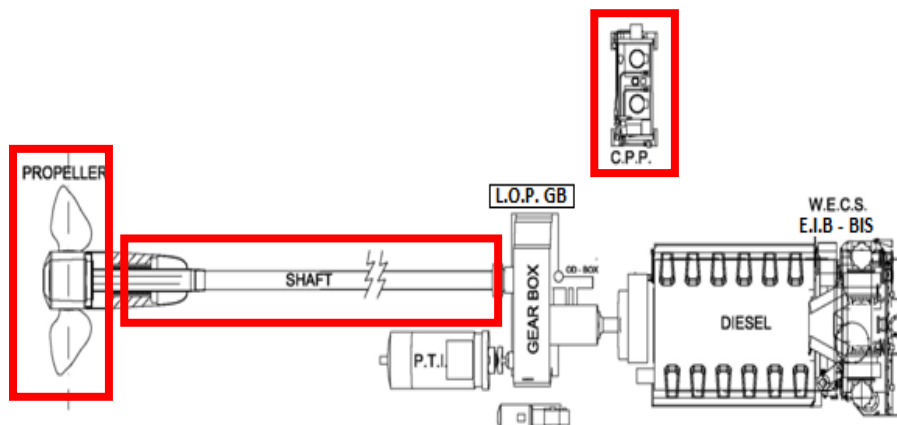 C.P.P.
PROPELLER
L.O.P. GB
W.E.C.S.
E.I.B - BIS
OD - BOX
SHAFT
GEAR BOX
DIESEL
P.T.I.